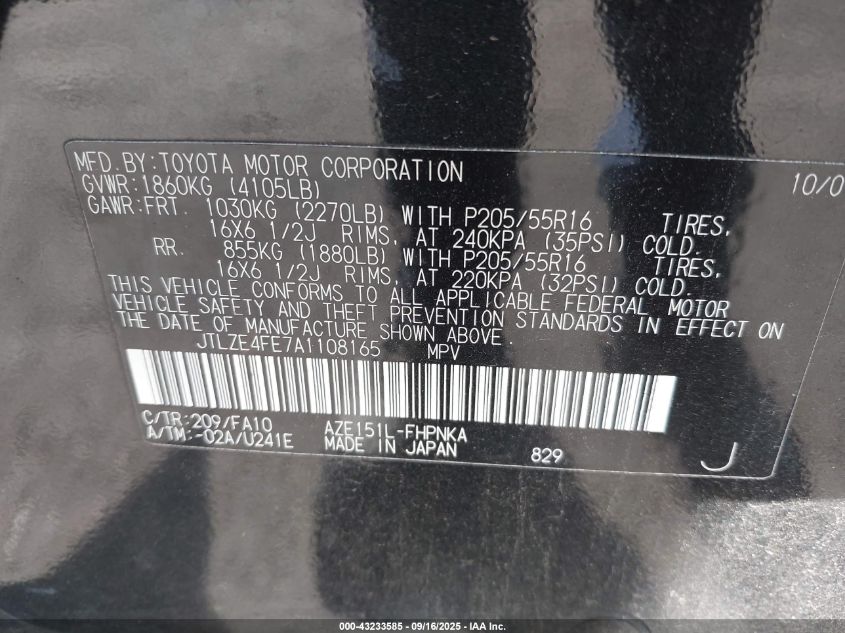 MFD.BY:TOYOTA MOTOR CORPORATION 10/0
GVWR:1860KG (4105LB)
GAWR:FRT. 1030KG (2270LB) WITH P205/55R16 TIRES,
16X6 1/2J RIMS, AT 240KPA (35PSI) COLD.
RR. 855KG (1880LB) WITH P205/55R16 TIRES,
16X6 1/2J RIMS, AT 220KPA (32PSI) COLD.
THIS VEHICLE CONFORMS TO ALL APPLICABLE FEDERAL MOTOR
VEHICLE SAFETY AND THEFT PREVENTION STANDARDS IN EFFECT ON
THE DATE OF MANUFACTURE SHOWN ABOVE.
JTLZE4FE7A1108165 MPV
C/TR:209/FA10 AZE151L-FHPNKA
A/TM:-02A/U241E MADE IN JAPAN 829 J
000-43233585 - 09/16/2025 - IAA Inc.